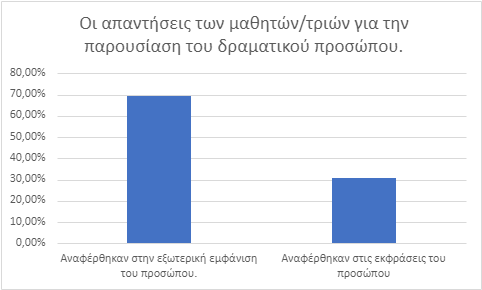 Οι απαντήσεις των μαθητών/τριών για την
παρουσίαση του δραματικού προσώπου.
80,00%
70,00%
60,00%
50,00%
40,00%
30,00%
20,00%
10,00%
0,00%
Αναφέρθηκαν στην εξωτερική εμφάνιση
του προσώπου.
Αναφέρθηκαν στις εκφράσεις του
προσώπου